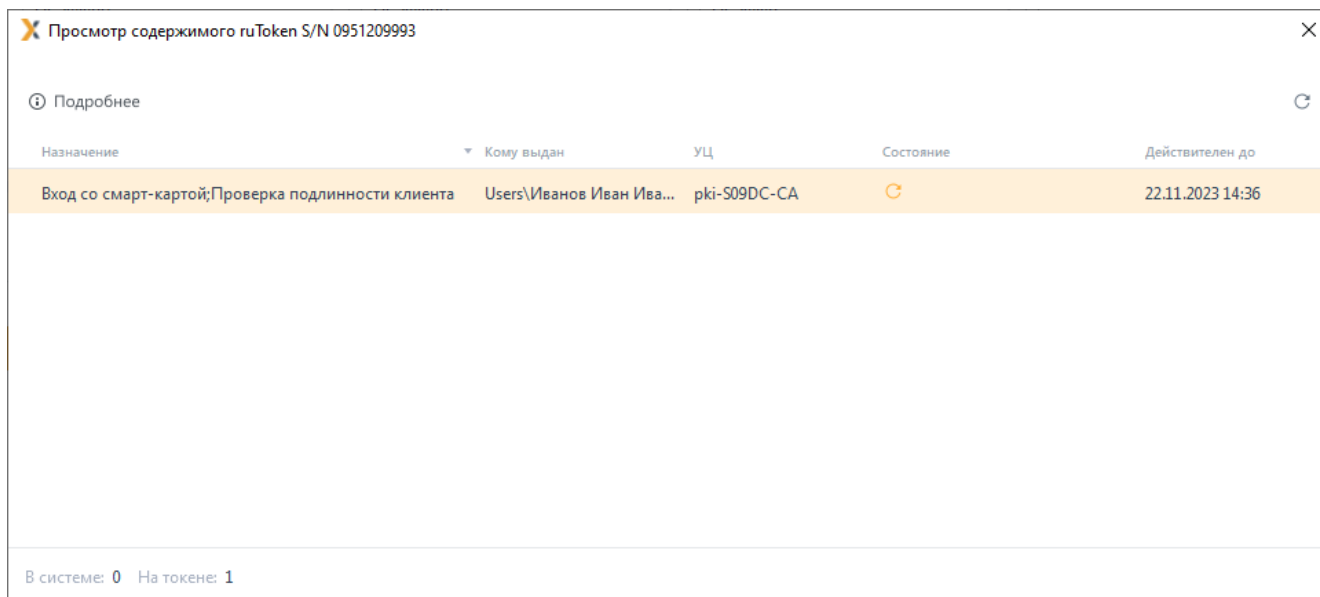 Просмотр содержимого ruToken S/N 0951209993
Подробнее
Назначение Кому выдан УЦ Состояние Действителен до
Вход со смарт-картой;Проверка подлинности клиента Users\Иванов Иван Ива... pki-S09DC-CA 22.11.2023 14:36
В системе: 0 На токене: 1